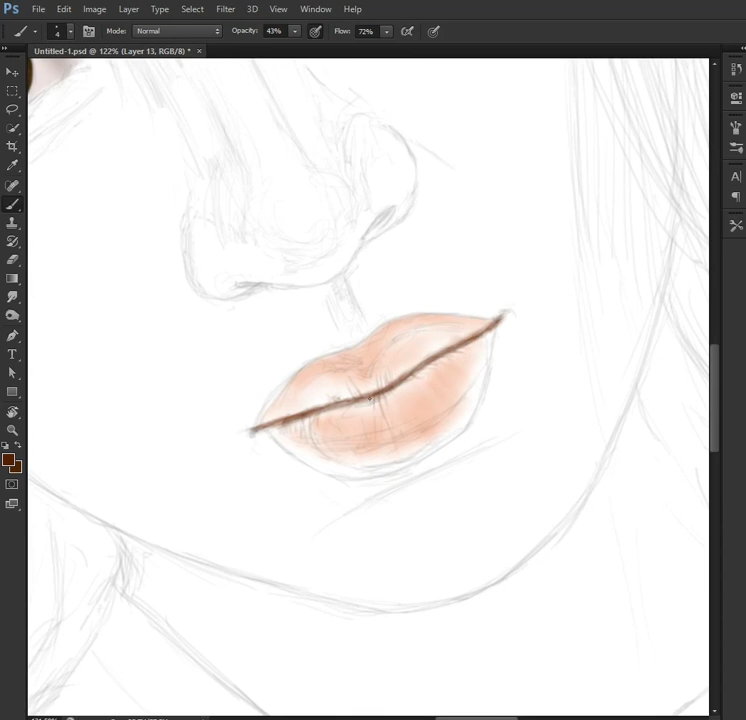 Ps File Edit Image Layer Type Select Filter 3D View Window Help
4 Mode: Normal Opacity: 43% Flow: 72%
Untitled-1.psd @ 122% (Layer 13, RGB/8) * ×